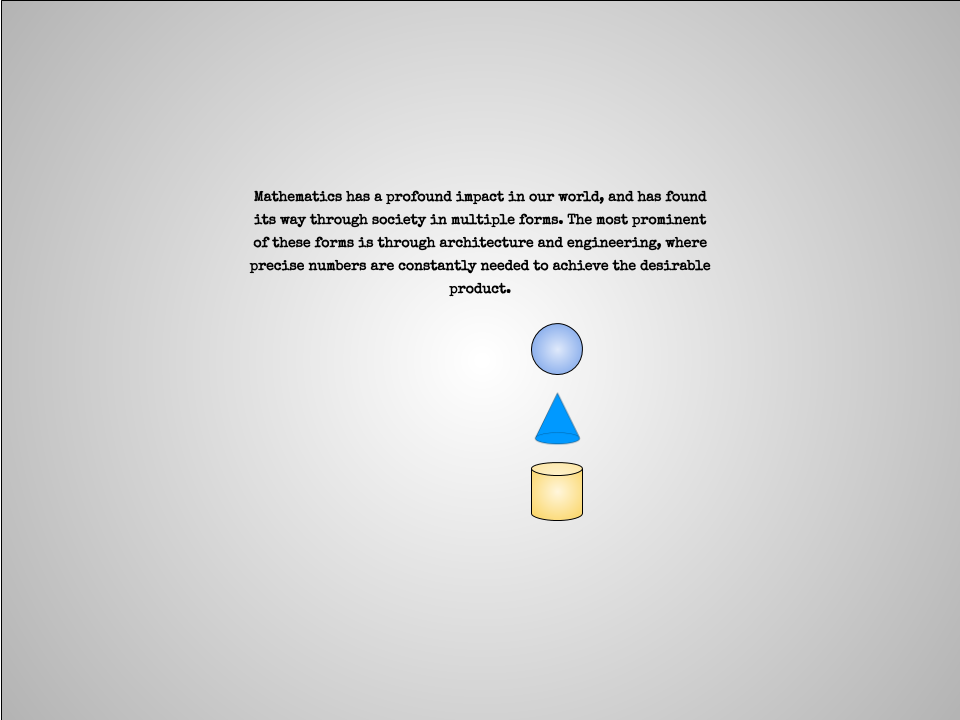 Mathematics has a profound impact in our world, and has found
its way through society in multiple forms. The most prominent
of these forms is through architecture and engineering, where
precise numbers are constantly needed to achieve the desirable
product.